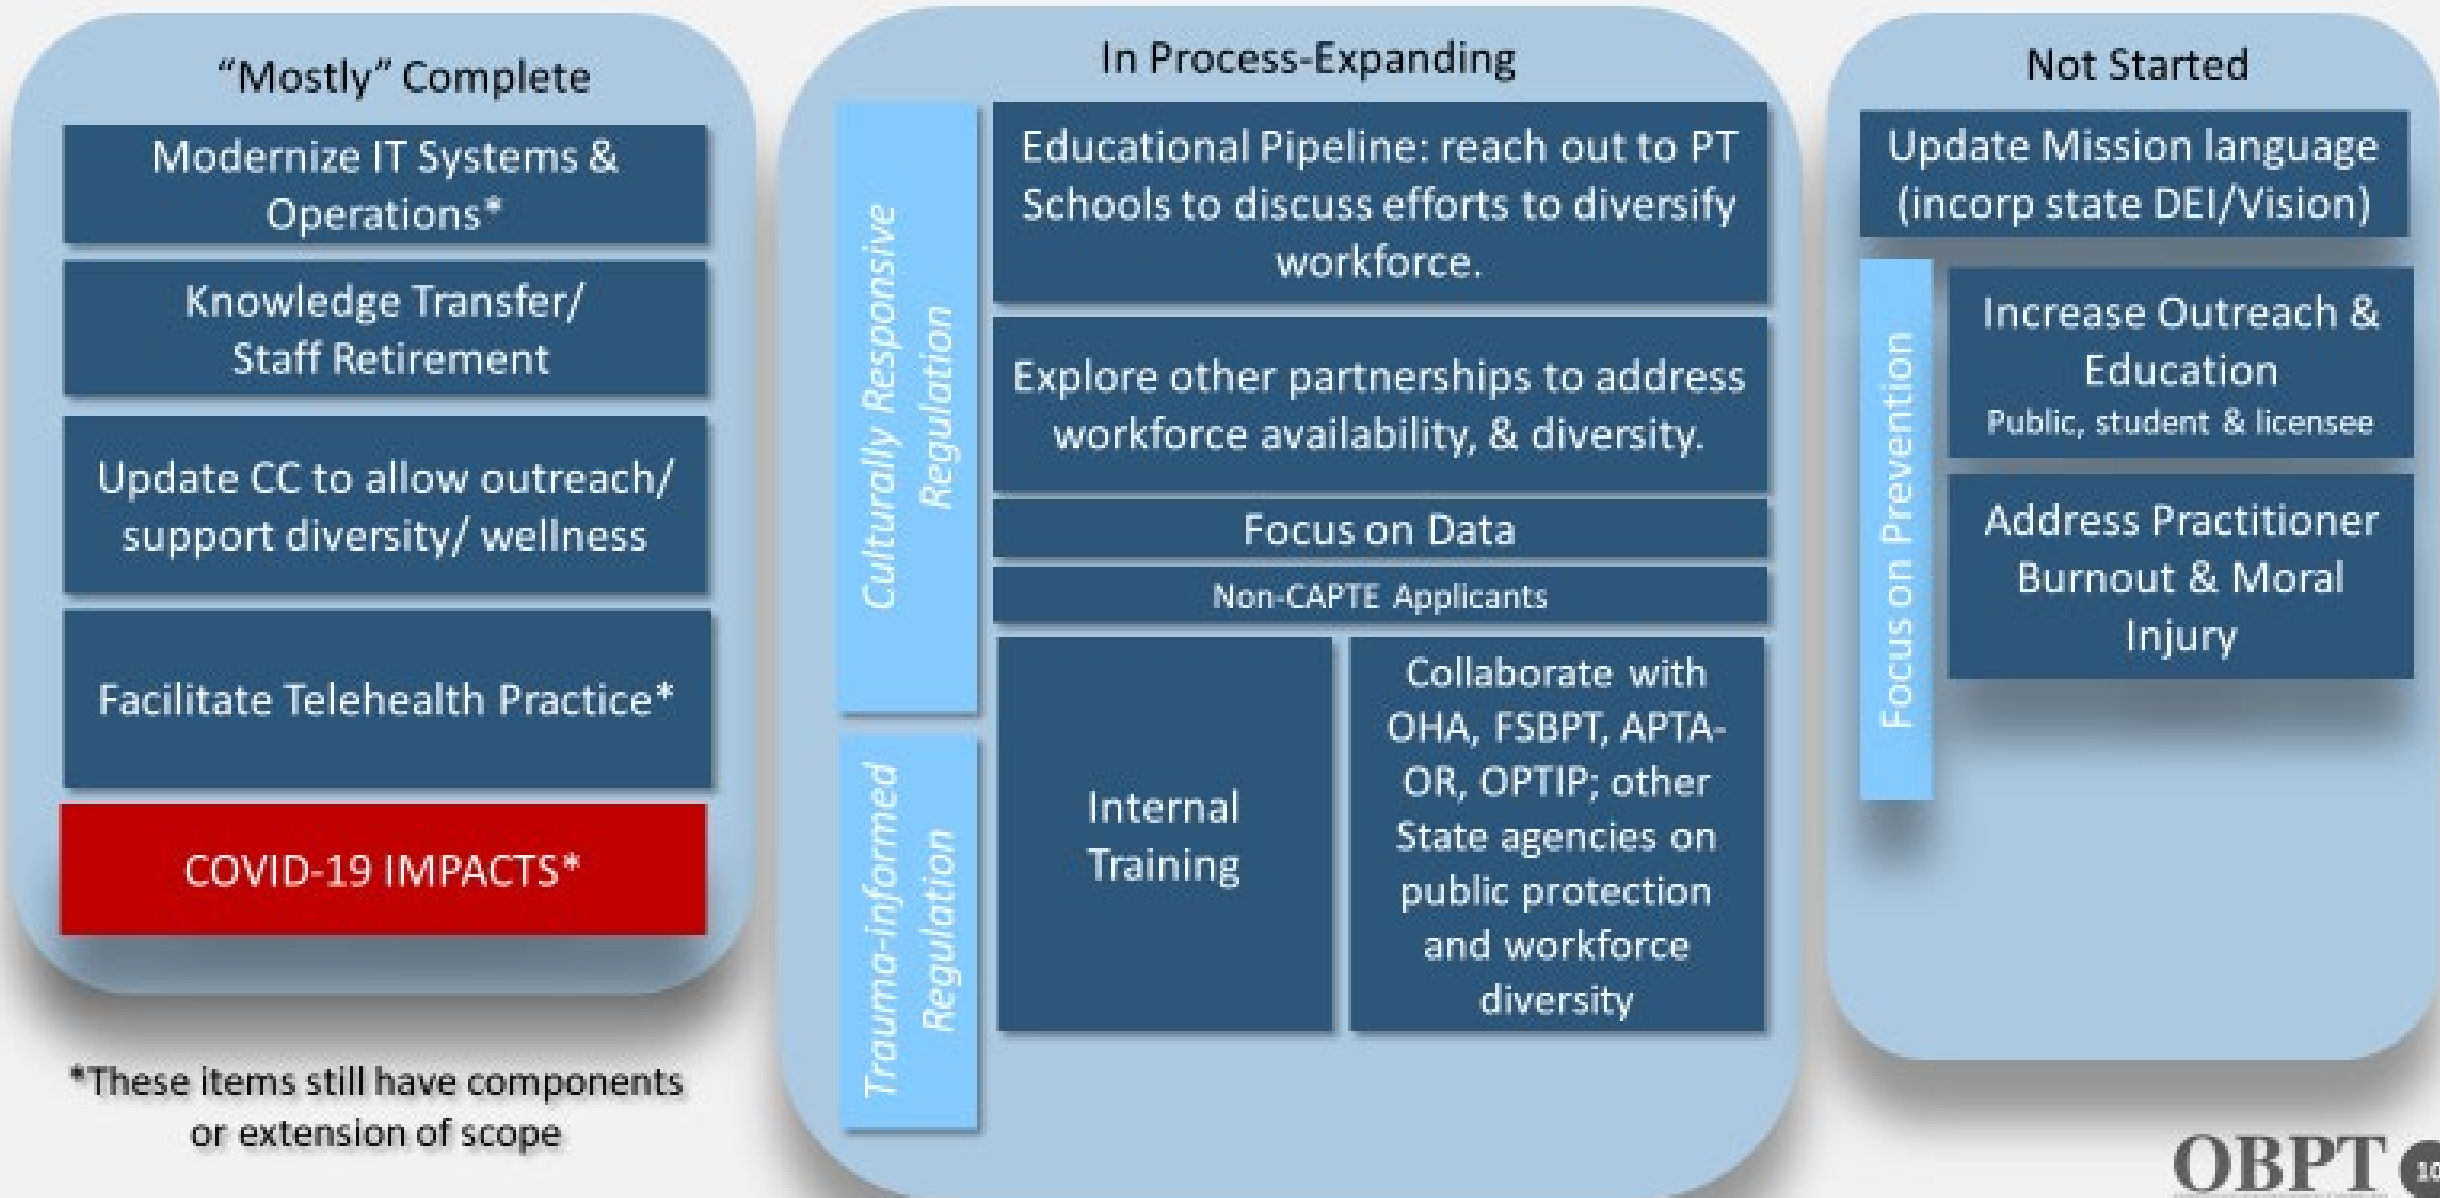 “Mostly” Complete
Modernize IT Systems &
Operations*
Knowledge Transfer/
Staff Retirement
Update CC to allow outreach/
support diversity/ wellness
Facilitate Telehealth Practice*
COVID-19 IMPACTS*
*These items still have components
or extension of scope
In Process-Expanding
Culturally Responsive
Regulation
Educational Pipeline: reach out to PT
Schools to discuss efforts to diversify
workforce.
Explore other partnerships to address
workforce availability, & diversity.
Focus on Data
Non-CAPTE Applicants
Trauma-informed
Regulation
Internal
Training
Collaborate with
OHA, FSBPT, APTA-
OR, OPTIP; other
State agencies on
public protection
and workforce
diversity
Not Started
Update Mission language
(incorp state DEI/Vision)
Focus on Prevention
Increase Outreach &
Education
Public, student & licensee
Address Practitioner
Burnout & Moral
Injury
OBPT
10